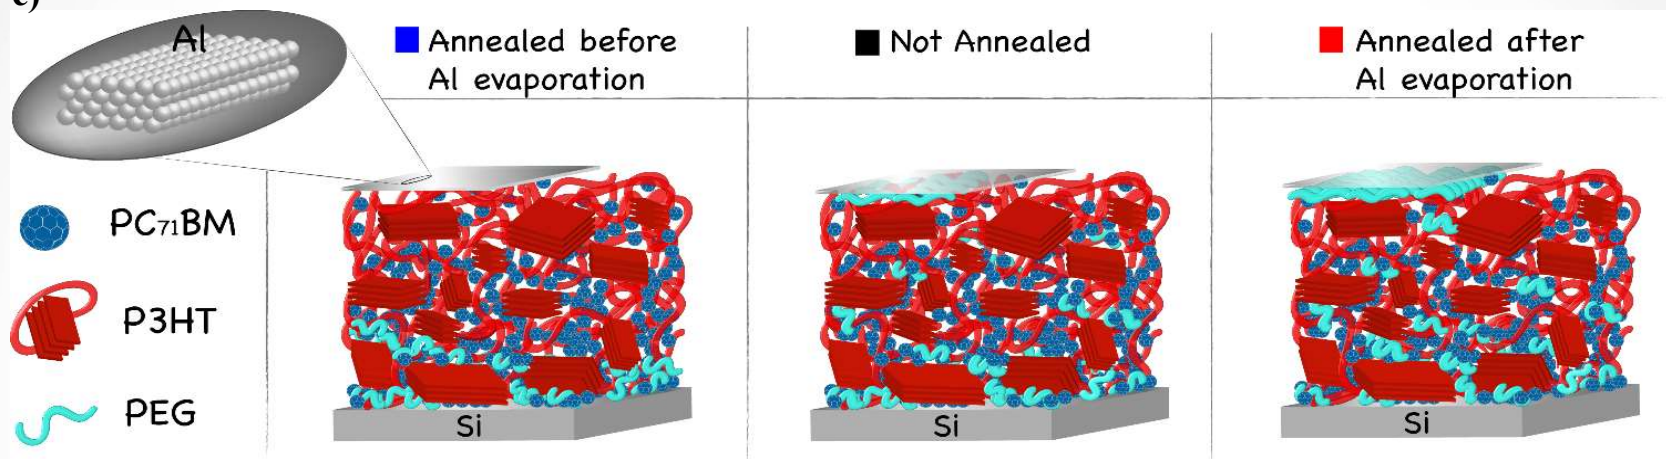 c)
Al
Annealed before
Al evaporation
Not Annealed
Annealed after
Al evaporation
PC₇₁BM
P3HT
PEG
Si
Si
Si